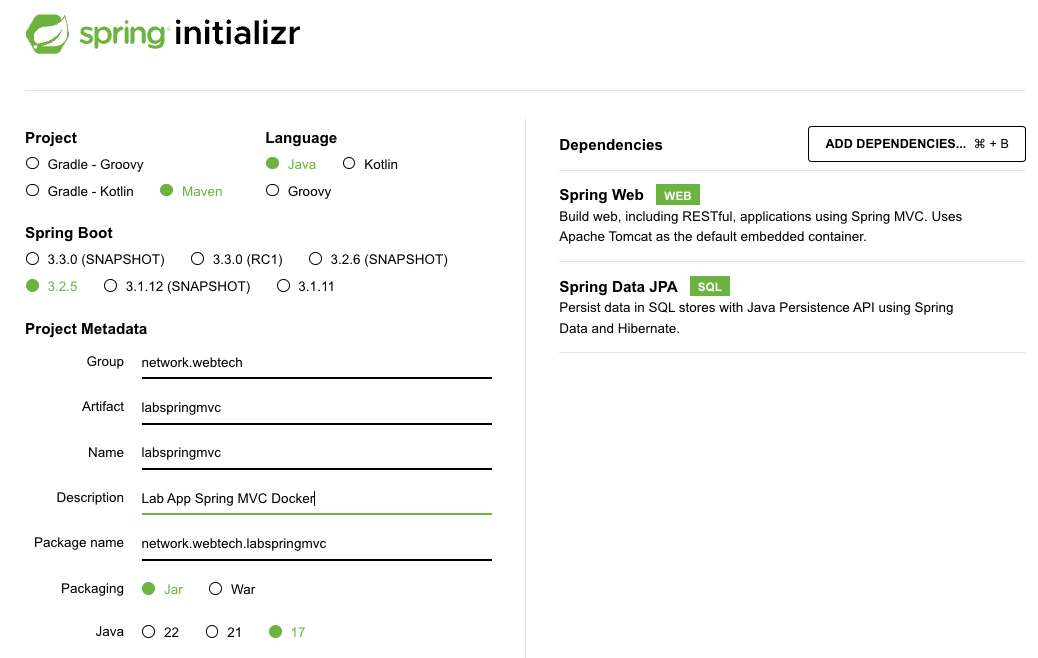 spring initializr
Project
Gradle - Groovy
Gradle - Kotlin Maven
Language
Java Kotlin
Groovy
Spring Boot
3.3.0 (SNAPSHOT) 3.3.0 (RC1) 3.2.6 (SNAPSHOT)
3.2.5 3.1.12 (SNAPSHOT) 3.1.11
Project Metadata
Group network.webtech
Artifact labspringmvc
Name labspringmvc
Description Lab App Spring MVC Docker
Package name network.webtech.labspringmvc
Packaging Jar War
Java 22 21 17
Dependencies ADD DEPENDENCIES... ⌘ + B
Spring Web WEB
Build web, including RESTful, applications using Spring MVC. Uses
Apache Tomcat as the default embedded container.
Spring Data JPA SQL
Persist data in SQL stores with Java Persistence API using Spring
Data and Hibernate.